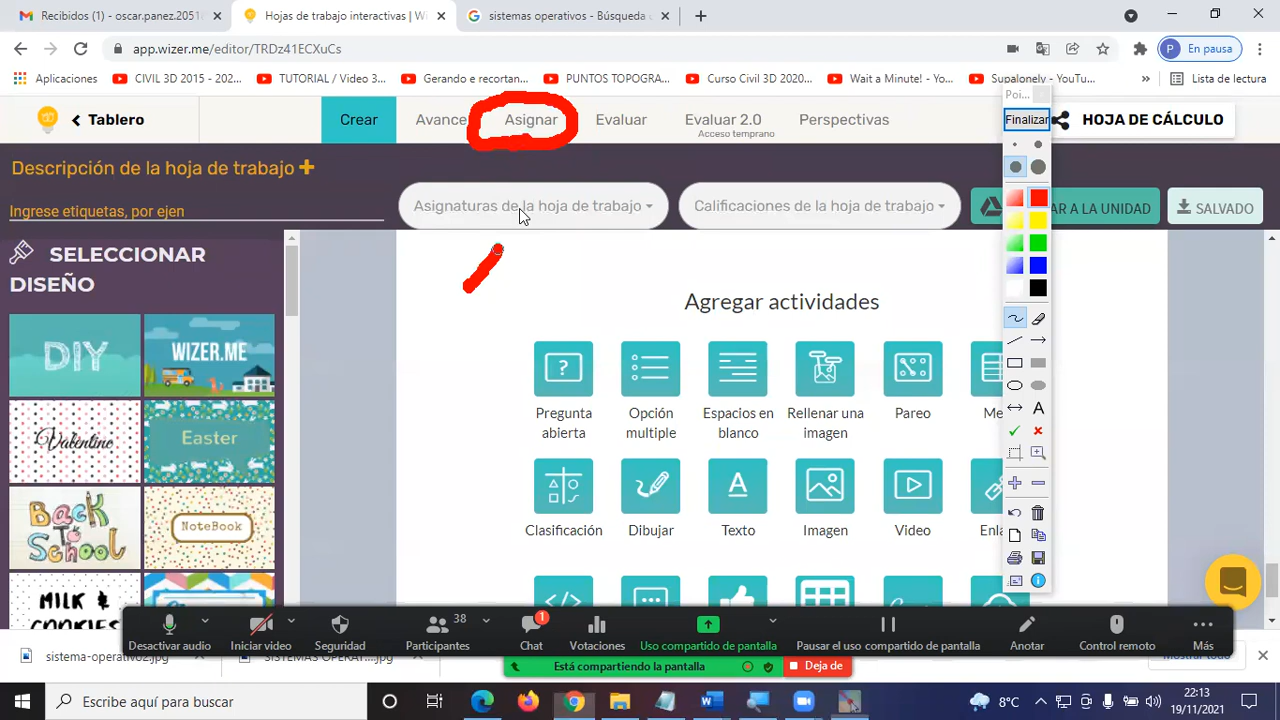 Recibidos (1) - oscar.panez.2051
Hojas de trabajo interactivas | Wi
sistemas operativos - Búsqueda
app.wizer.me/editor/TRDz41ECXuCs
P
En pausa
Aplicaciones
CIVIL 3D 2015 - 202...
TUTORIAL / Video 3...
Gerando e recortan...
PUNTOS TOPOGRA...
Curso Civil 3D 2020...
Wait a Minute! - Yo...
Supalonely - YouTu...
»
Lista de lectura
Poi...
Tablero
Crear
Avance
Asignar
Evaluar
Evaluar 2.0
Acceso temprano
Perspectivas
Finalizar
HOJA DE CÁLCULO
Descripción de la hoja de trabajo +
Ingrese etiquetas, por ejen
Asignaturas de la hoja de trabajo
Calificaciones de la hoja de trabajo
AR A LA UNIDAD
SALVADO
SELECCIONAR
DISEÑO
DIY
WIZER.ME
Valentine
Easter
BACK
To
SCHOOL
NoteBook
MILK &
COOKIES
Agregar actividades
Pregunta
abierta
Opción
multiple
Espacios en
blanco
Rellenar una
imagen
Pareo
Me
Clasificación
Dibujar
Texto
Imagen
Video
Enla
A
Desactivar audio
Iniciar video
Seguridad
38
Participantes
1
Chat
Votaciones
Uso compartido de pantalla
Pausar el uso compartido de pantalla
Anotar
Control remoto
Más
Está compartiendo la pantalla
Deja de
sistema-operativo2.jpg
SISTEMAS OPERAT....jpg
Mostrar todo
Escribe aquí para buscar
8°C
22:13
19/11/2021